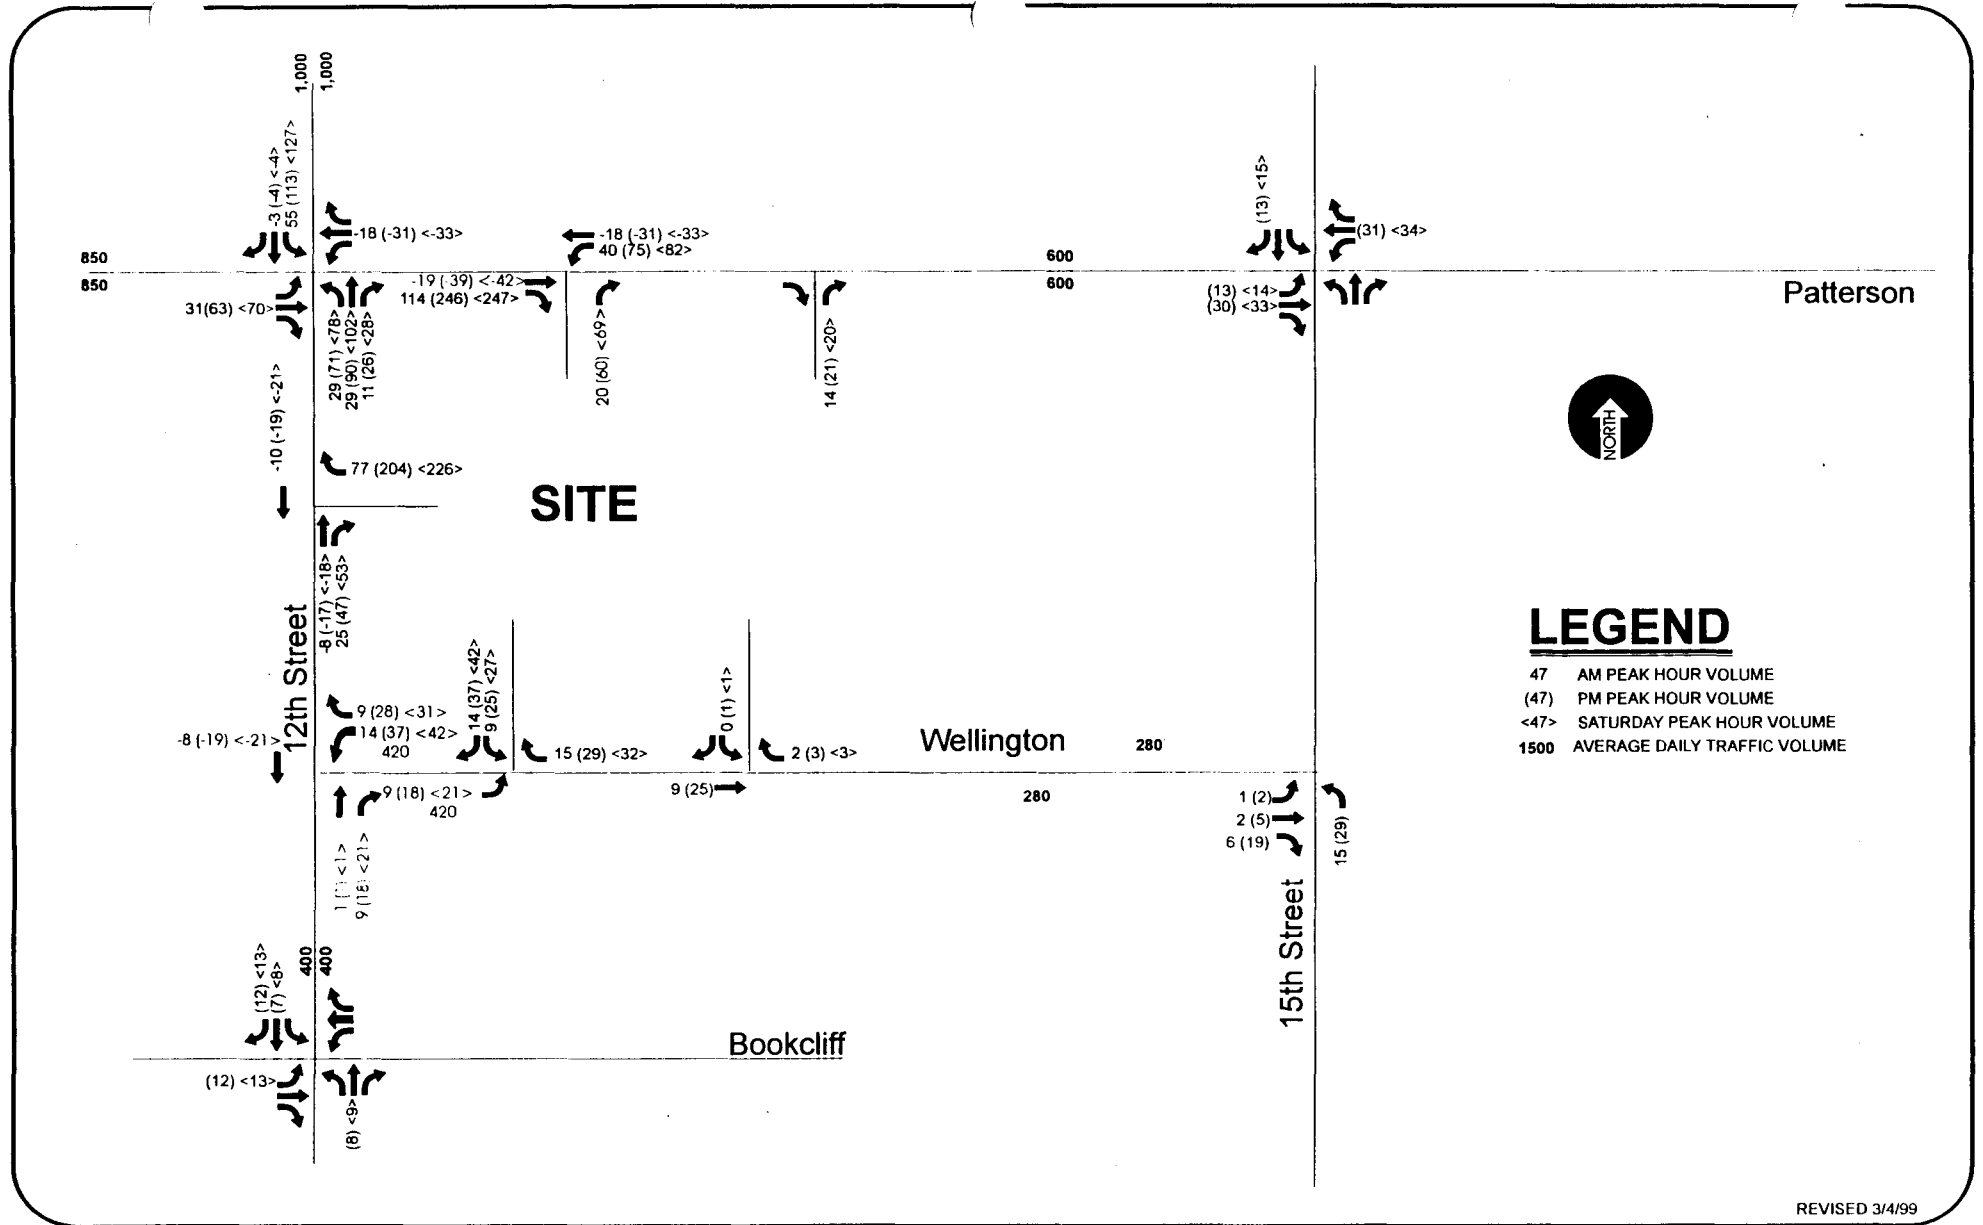 1,000
1,000
-3 (-4) <-4>
55 (113) <127>
-18 (-31) <-33>
-18 (-31) <-33>
40 (75) <82>
850
850
-19 (-39) <-42>
114 (246) <247>
31(63) <70>
29 (71) <78>
29 (90) <102>
11 (26) <28>
20 (60) <69>
14 (21) <20>
600
600
(13) <15>
(31) <34>
(13) <14>
(30) <33>
Patterson
-10 (-19) <-21>
77 (204) <226>
SITE
NORTH
-8 (-17) <-18>
25 (47) <53>
12th Street
LEGEND
47 AM PEAK HOUR VOLUME
(47) PM PEAK HOUR VOLUME
<47> SATURDAY PEAK HOUR VOLUME
1500 AVERAGE DAILY TRAFFIC VOLUME
-8 (-19) <-21>
9 (28) <31>
14 (37) <42>
420
14 (37) <42>
9 (25) <27>
15 (29) <32>
0 (1) <1>
2 (3) <3>
Wellington
280
9 (18) <21>
420
9 (25)
280
1 (2)
2 (5)
6 (19)
15 (29)
1 <1>
9 (18) <21>
15th Street
400
400
(12) <13>
(7) <8>
Bookcliff
(12) <13>
(8) <9>
REVISED 3/4/99